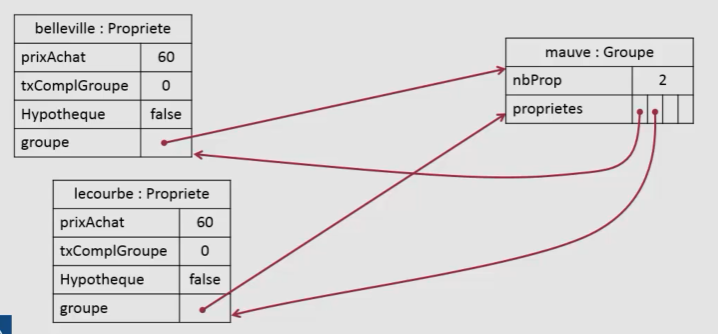 belleville : Propriete
prixAchat 60
txComplGroupe 0
Hypotheque false
groupe
mauve : Groupe
nbProp 2
proprietes
lecourbe : Propriete
prixAchat 60
txComplGroupe 0
Hypotheque false
groupe